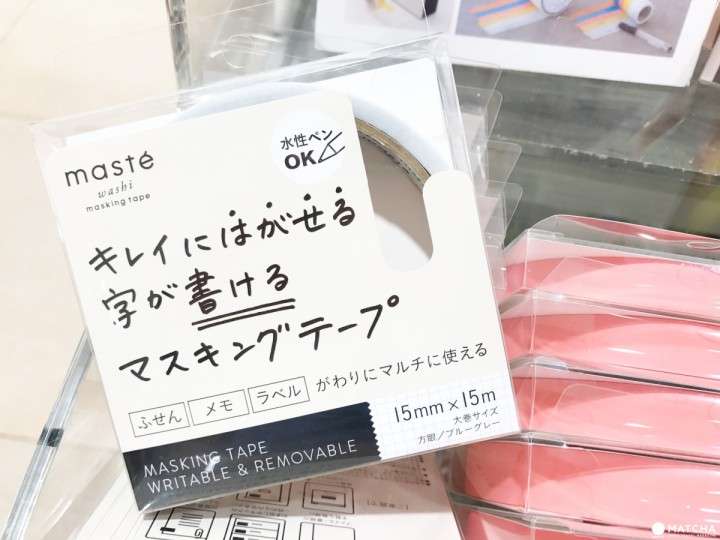 masté
washi
masking tape
水性ペン
OK
キレイにはがせる
字が書ける
マスキングテープ
ふせん メモ ラベル がわりにマルチに使える
15mm×15m
大巻サイズ
方眼/ブルーグレー
MASKING TAPE
WRITABLE & REMOVABLE
MATCHA